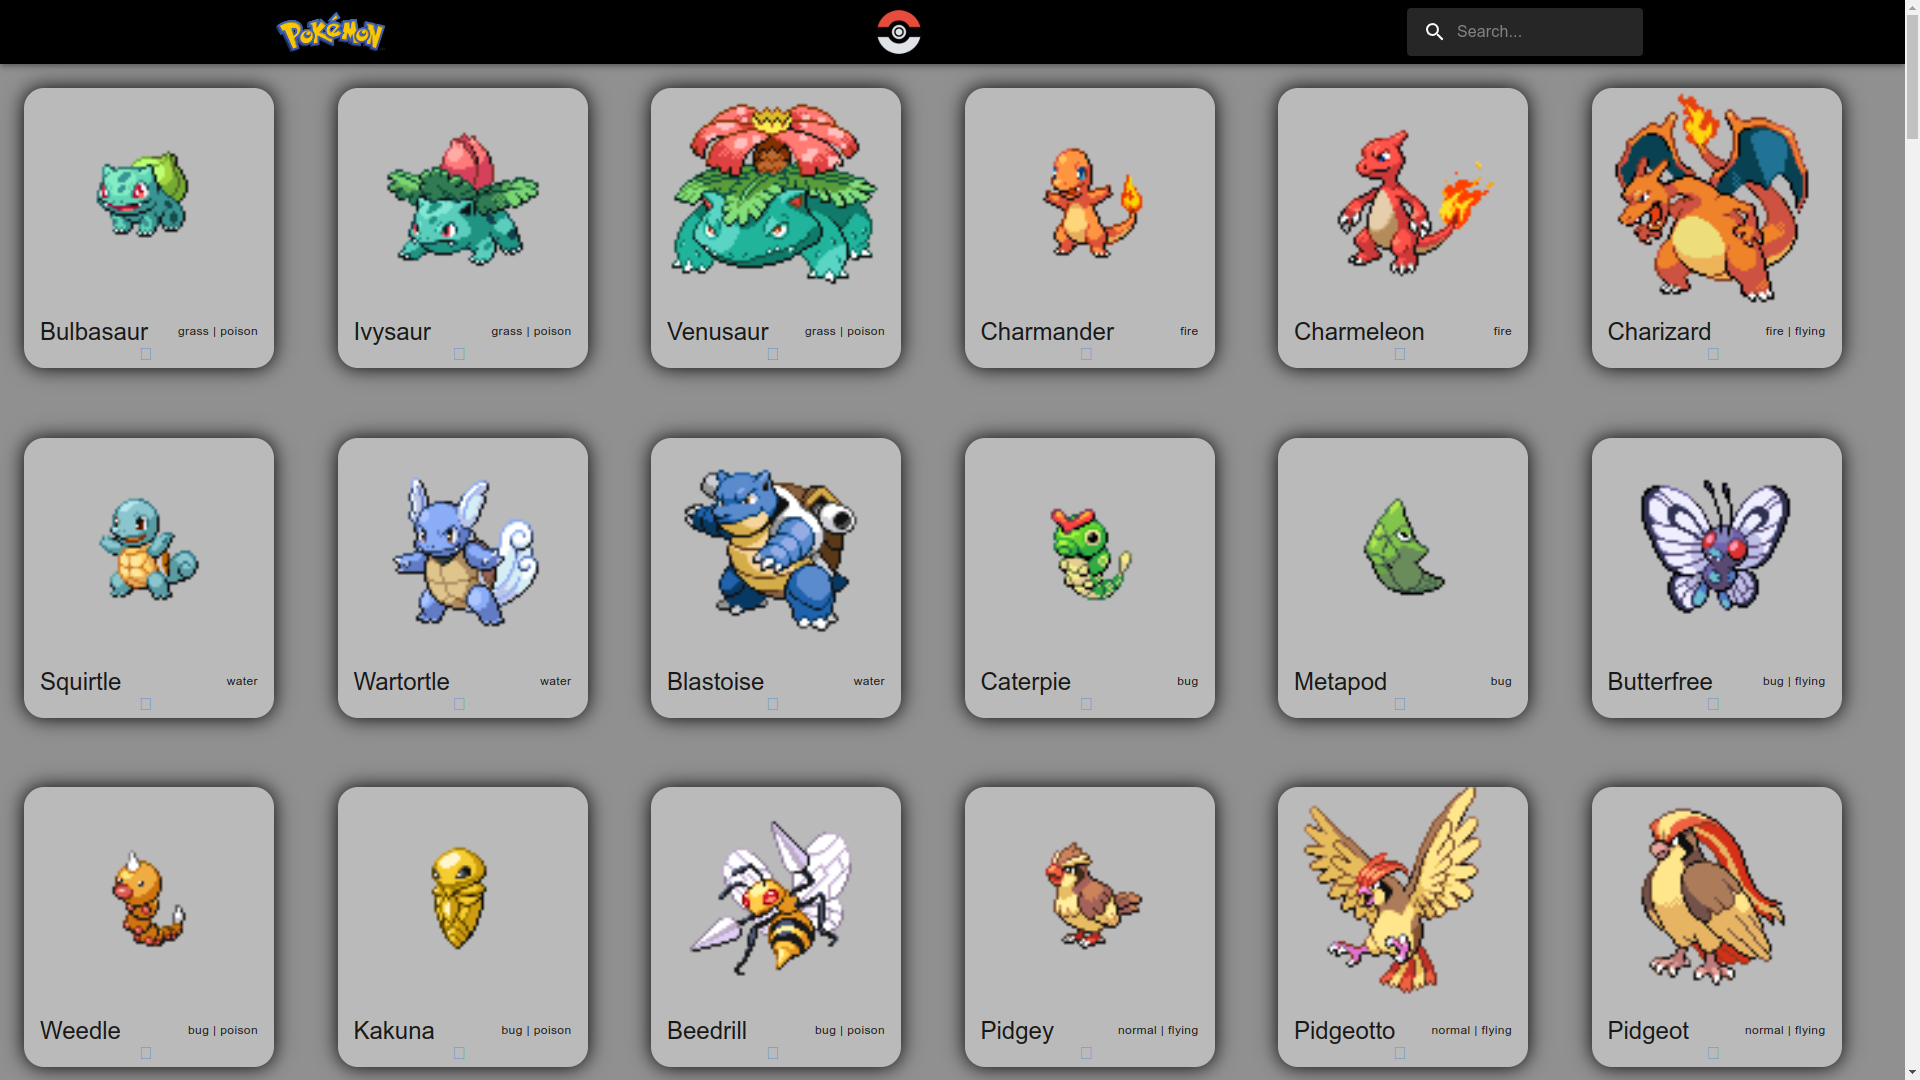 Pokémon
Search...
Bulbasaur grass | poison
Ivysaur grass | poison
Venusaur grass | poison
Charmander fire
Charmeleon fire
Charizard fire | flying
Squirtle water
Wartortle water
Blastoise water
Caterpie bug
Metapod bug
Butterfree bug | flying
Weedle bug | poison
Kakuna bug | poison
Beedrill bug | poison
Pidgey normal | flying
Pidgeotto normal | flying
Pidgeot normal | flying